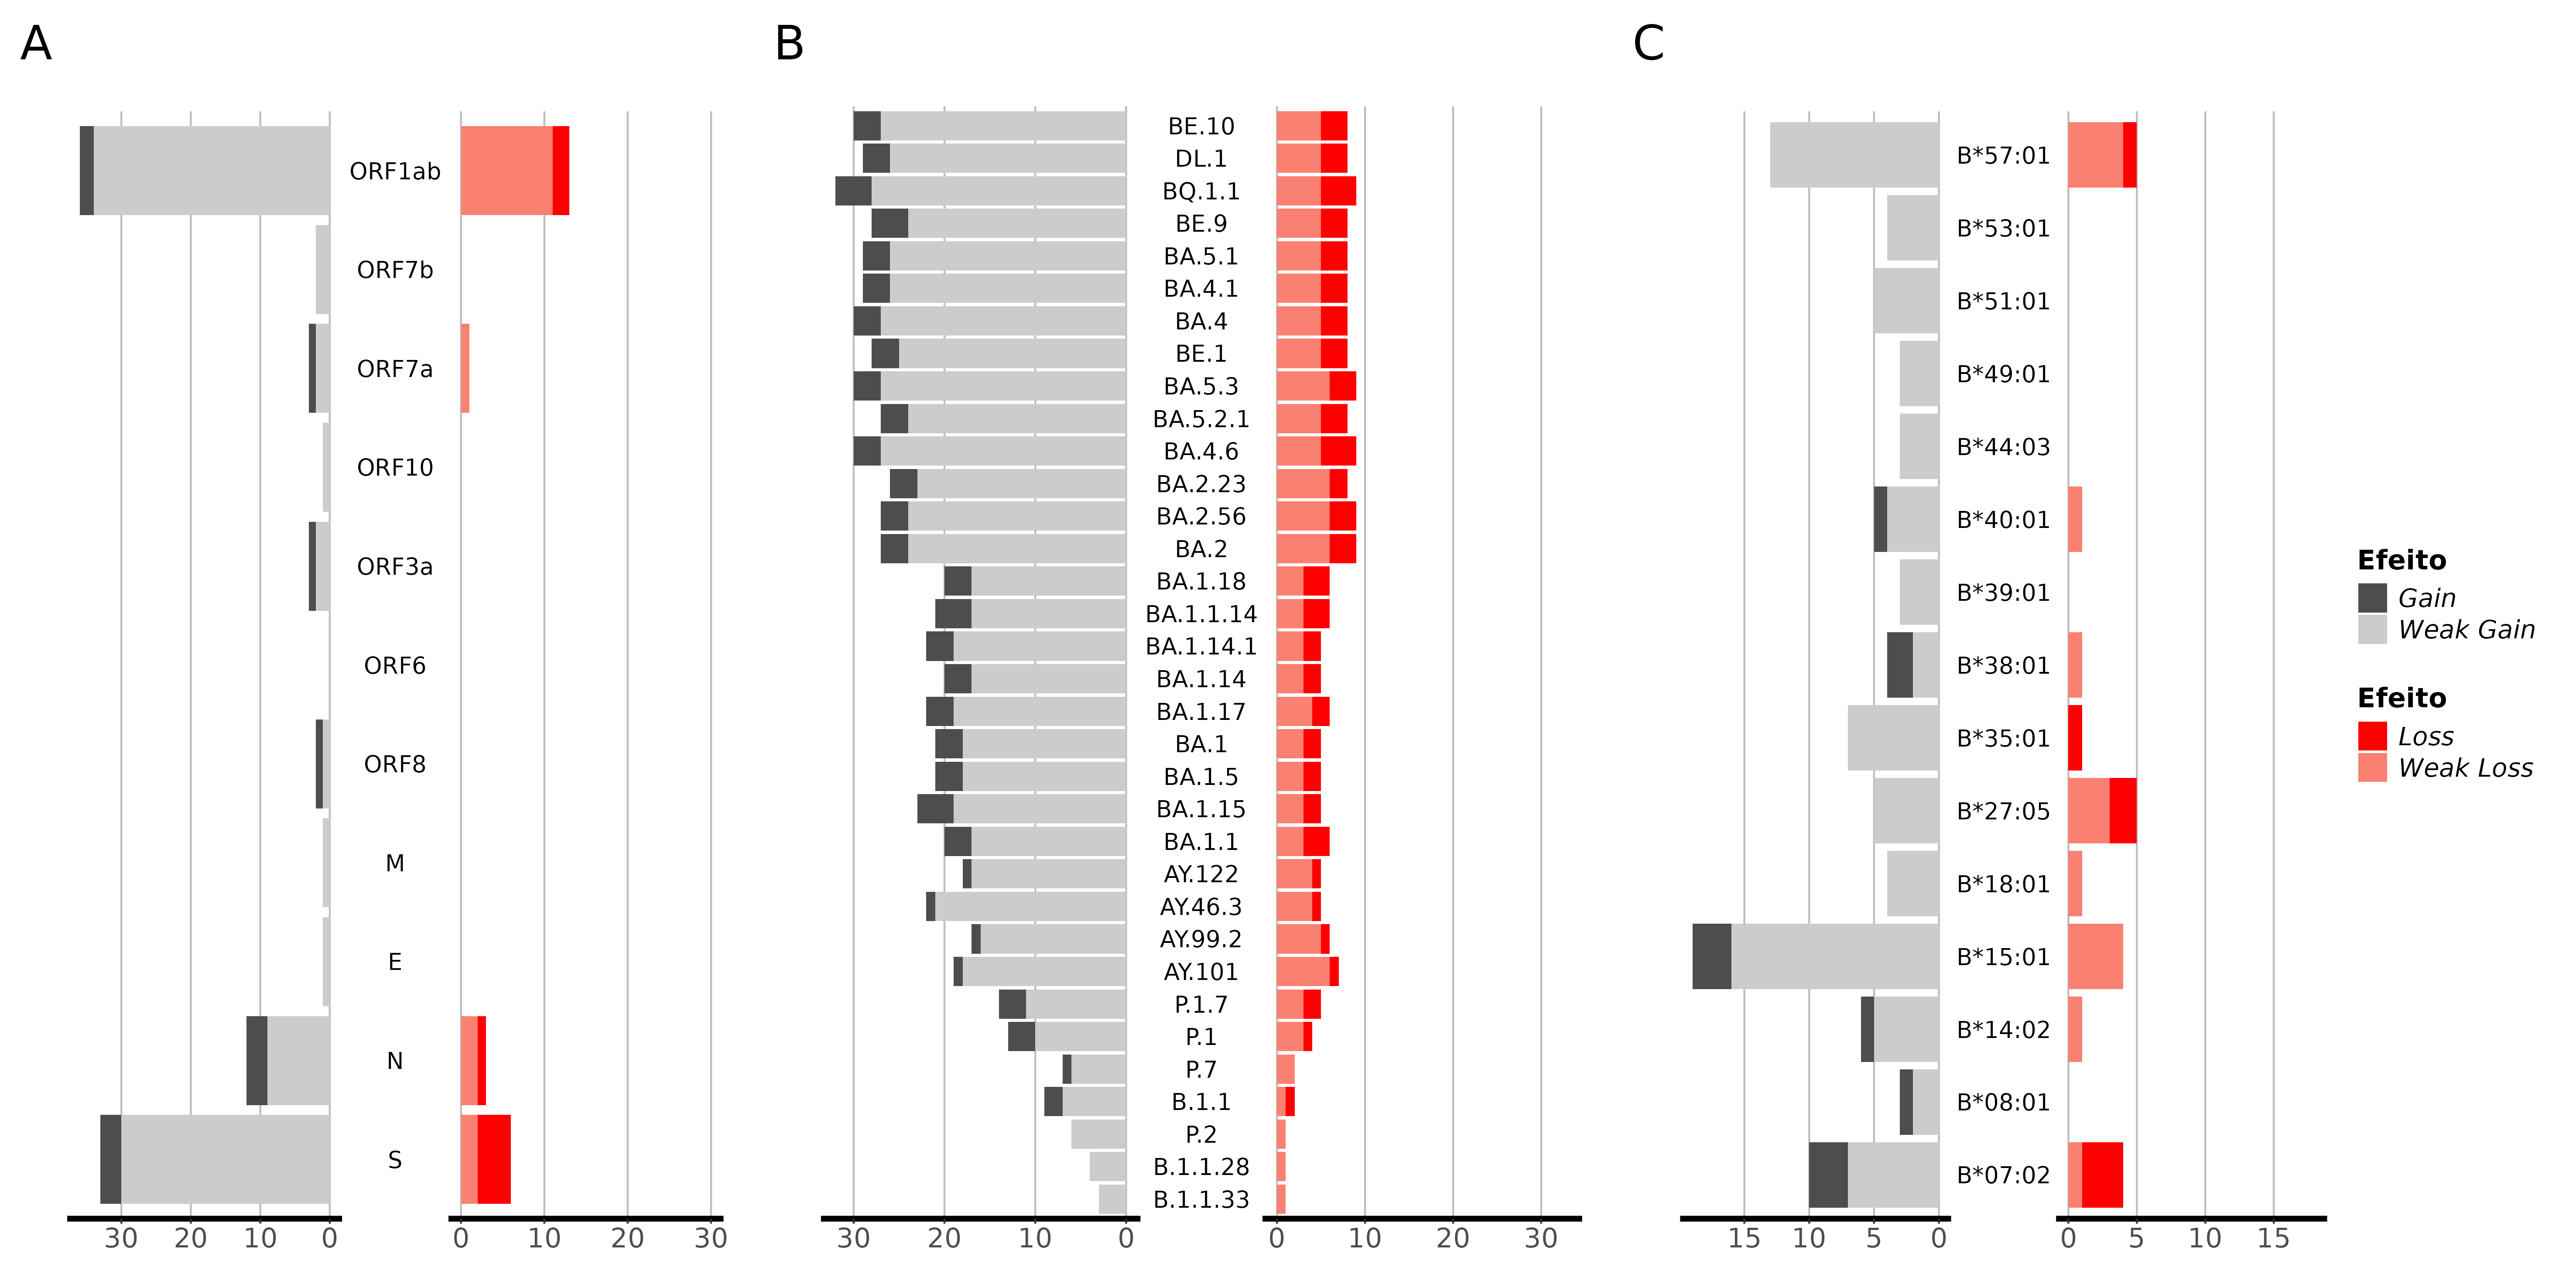 A
ORF1ab
ORF7b
ORF7a
ORF10
ORF3a
ORF6
ORF8
M
E
N
S
30 20 10 0
0 10 20 30
B
BE.10
DL.1
BQ.1.1
BE.9
BA.5.1
BA.4.1
BA.4
BE.1
BA.5.3
BA.5.2.1
BA.4.6
BA.2.23
BA.2.56
BA.2
BA.1.18
BA.1.1.14
BA.1.14.1
BA.1.14
BA.1.17
BA.1
BA.1.5
BA.1.15
BA.1.1
AY.122
AY.46.3
AY.99.2
AY.101
P.1.7
P.1
P.7
B.1.1
P.2
B.1.1.28
B.1.1.33
30 20 10 0
0 10 20 30
C
B*57:01
B*53:01
B*51:01
B*49:01
B*44:03
B*40:01
B*39:01
B*38:01
B*35:01
B*27:05
B*18:01
B*15:01
B*14:02
B*08:01
B*07:02
15 10 5 0
0 5 10 15
Efeito
Gain
Weak Gain
Efeito
Loss
Weak Loss